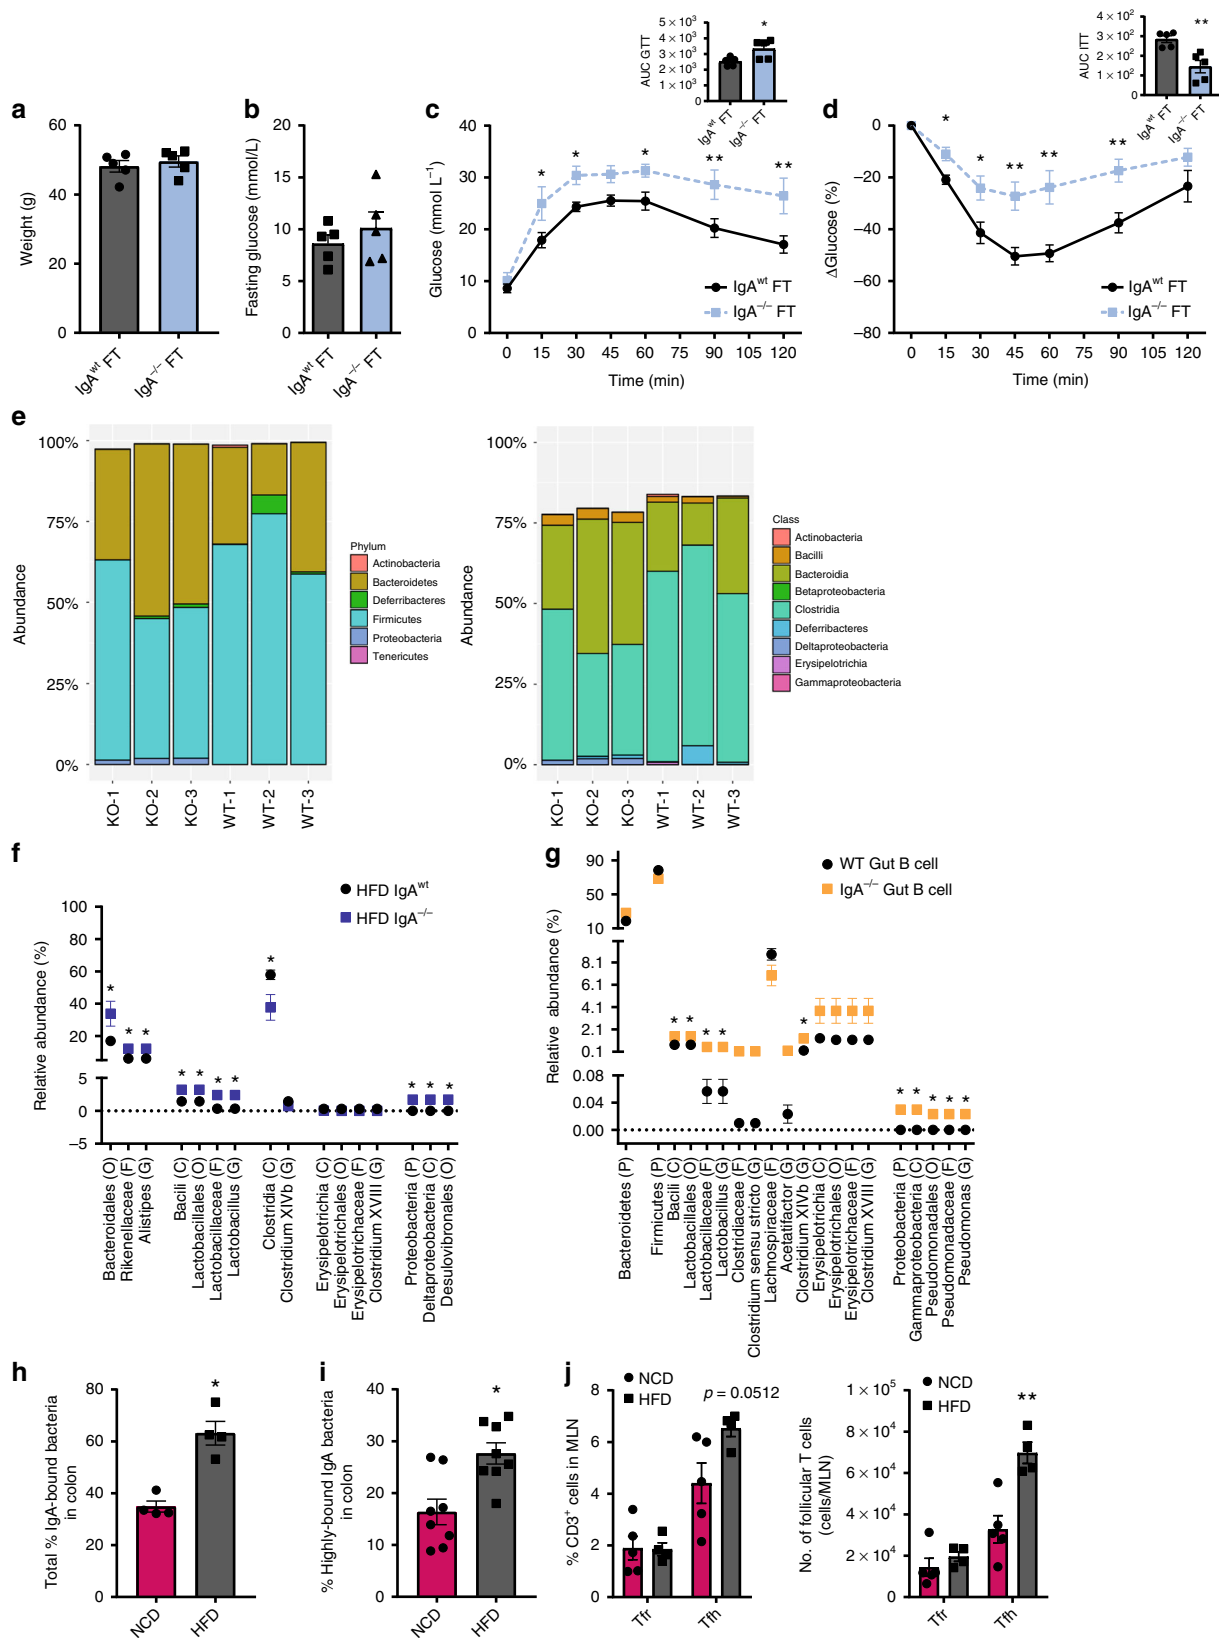 a
60
40
20
0
Weight (g)
IgA^wt FT
IgA^−/− FT
b
20
15
10
5
0
Fasting glucose (mmol/L)
IgA^wt FT
IgA^−/− FT
c
5 × 10³
4 × 10³
3 × 10³
2 × 10³
1 × 10³
0
AUC GTT
*
IgA^wt FT
IgA^−/− FT
40
30
20
10
0
Glucose (mmol L⁻¹)
* * * ** **
IgA^wt FT
IgA^−/− FT
0 15 30 45 60 75 90 105 120
Time (min)
d
4 × 10²
3 × 10²
2 × 10²
1 × 10²
0
AUC ITT
**
IgA^wt FT
IgA^−/− FT
0
−20
−40
−60
−80
ΔGlucose (%)
* * ** ** **
IgA^wt FT
IgA^−/− FT
0 15 30 45 60 75 90 105 120
Time (min)
e
100%
75%
50%
25%
0%
Abundance
KO-1
KO-2
KO-3
WT-1
WT-2
WT-3
Phylum
Actinobacteria
Bacteroidetes
Deferribacteres
Firmicutes
Proteobacteria
Tenericutes
100%
75%
50%
25%
0%
Abundance
KO-1
KO-2
KO-3
WT-1
WT-2
WT-3
Class
Actinobacteria
Bacilli
Bacteroidia
Betaproteobacteria
Clostridia
Deferribacteres
Deltaproteobacteria
Erysipelotrichia
Gammaproteobacteria
f
HFD IgA^wt
HFD IgA^−/−
100
80
60
40
20
5
0
−5
Relative abundance (%)
* * * * * * * * * * *
Bacteroidales (O)
Rikenellaceae (F)
Alistipes (G)
Bacili (C)
Lactobacillales (O)
Lactobacillaceae (F)
Lactobacillus (G)
Clostridia (C)
Clostridium XIVb (G)
Erysipelotrichia (C)
Erysipelotrichales (O)
Erysipelotrichaceae (F)
Clostridium XVIII (G)
Proteobacteria (P)
Deltaproteobacteria (C)
Desulovibronales (O)
g
WT Gut B cell
IgA^−/− Gut B cell
90
50
10
8.1
6.1
4.1
2.1
0.1
0.08
0.04
0.00
Relative abundance (%)
* * * * * * * * * *
Bacteroidetes (P)
Firmicutes (P)
Bacili (C)
Lactobacillales (O)
Lactobacillaceae (F)
Lactobacillus (G)
Clostridiaceae (F)
Clostridium sensu stricto (G)
Lachnospiraceae (F)
Acetatifactor (G)
Clostridium XIVb (G)
Erysipelotrichia (C)
Erysipelotrichales (O)
Erysipelotrichaceae (F)
Clostridium XVIII (G)
Proteobacteria (P)
Gammaproteobacteria (C)
Pseudomonadales (O)
Pseudomonadaceae (F)
Pseudomonas (G)
h
80
60
40
20
0
Total % IgA-bound bacteria
in colon
*
NCD
HFD
i
40
30
20
10
0
% Highly-bound IgA bacteria
in colon
*
NCD
HFD
j
NCD
HFD
p = 0.0512
8
6
4
2
0
% CD3⁺ cells in MLN
Tfr
Tfh
NCD
HFD
**
1 × 10⁵
8 × 10⁴
6 × 10⁴
4 × 10⁴
2 × 10⁴
0
No. of follicular T cells
(cells/MLN)
Tfr
Tfh